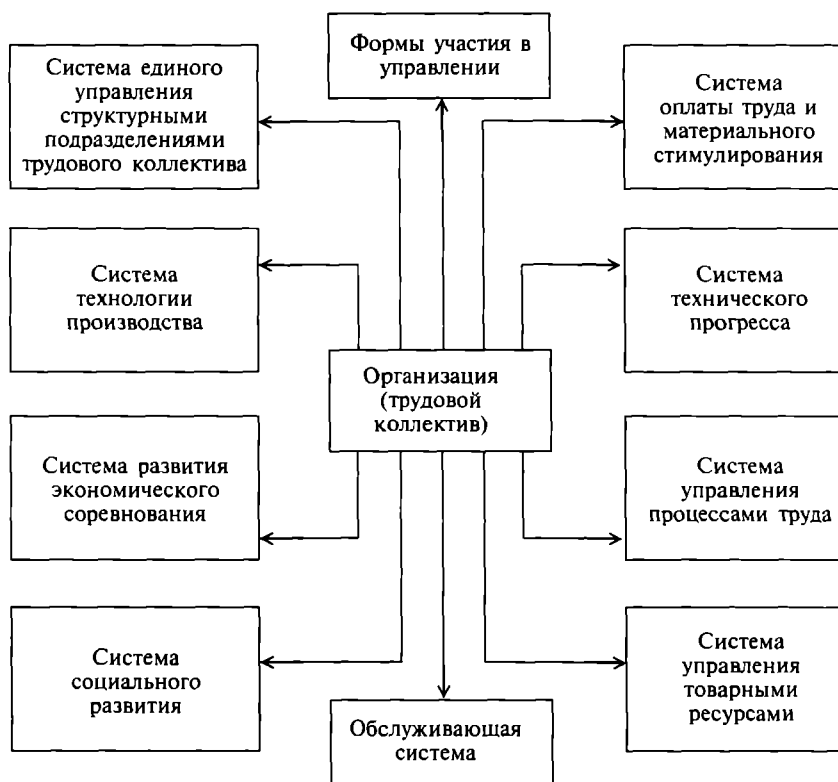 Формы участия в
управлении
Система единого
управления
структурными
подразделениями
трудового коллектива
Система
оплаты труда и
материального
стимулирования
Система
технологии
производства
Система
технического
прогресса
Организация
(трудовой
коллектив)
Система развития
экономического
соревнования
Система
управления
процессами труда
Система
социального
развития
Система
управления
товарными
ресурсами
Обслуживающая
система